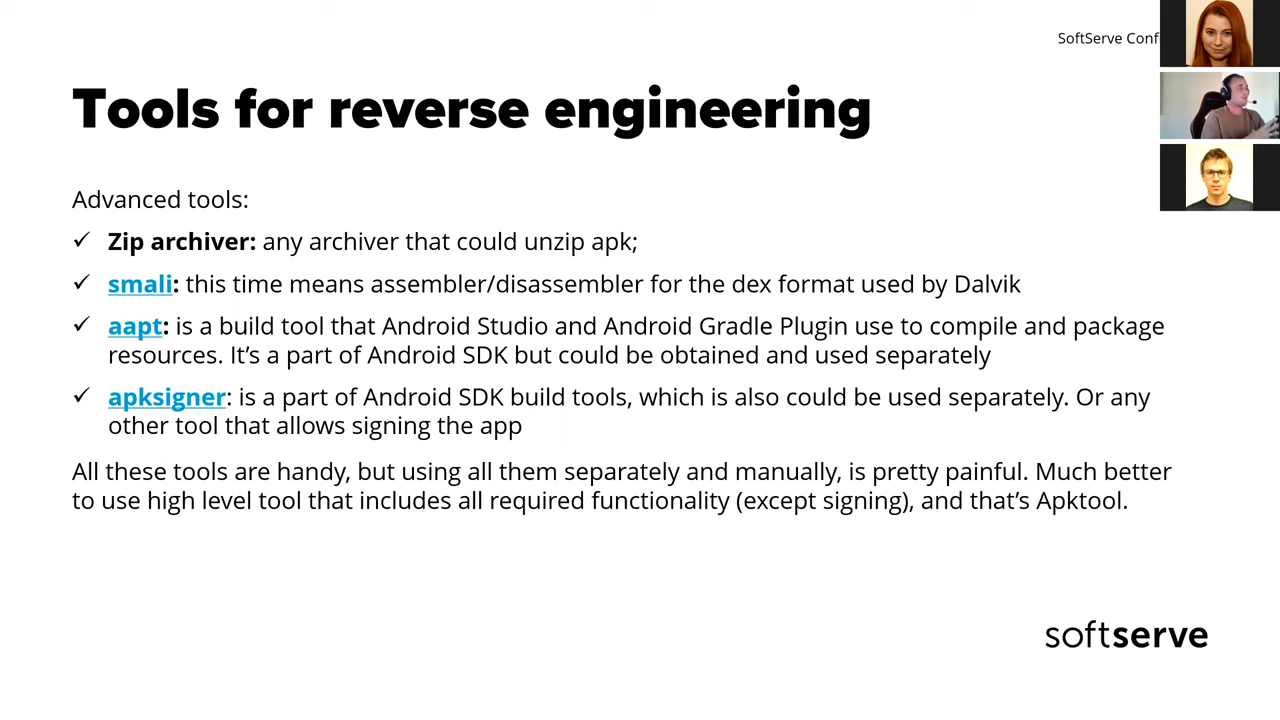 SoftServe Conf
Tools for reverse engineering
Advanced tools:
✓ Zip archiver: any archiver that could unzip apk;
✓ smali: this time means assembler/disassembler for the dex format used by Dalvik
✓ aapt: is a build tool that Android Studio and Android Gradle Plugin use to compile and package
resources. It’s a part of Android SDK but could be obtained and used separately
✓ apksigner: is a part of Android SDK build tools, which is also could be used separately. Or any
other tool that allows signing the app
All these tools are handy, but using all them separately and manually, is pretty painful. Much better
to use high level tool that includes all required functionality (except signing), and that’s Apktool.
softserve